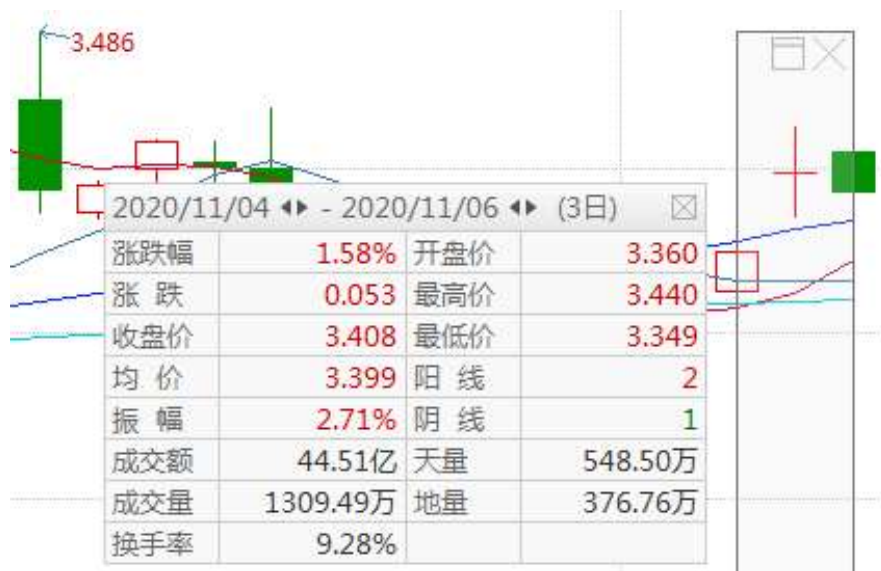 3.486
2020/11/04 - 2020/11/06 (3日)
涨跌幅 1.58% 开盘价 3.360
涨 跌 0.053 最高价 3.440
收盘价 3.408 最低价 3.349
均 价 3.399 阳 线 2
振 幅 2.71% 阴 线 1
成交额 44.51亿 天量 548.50万
成交量 1309.49万 地量 376.76万
换手率 9.28%